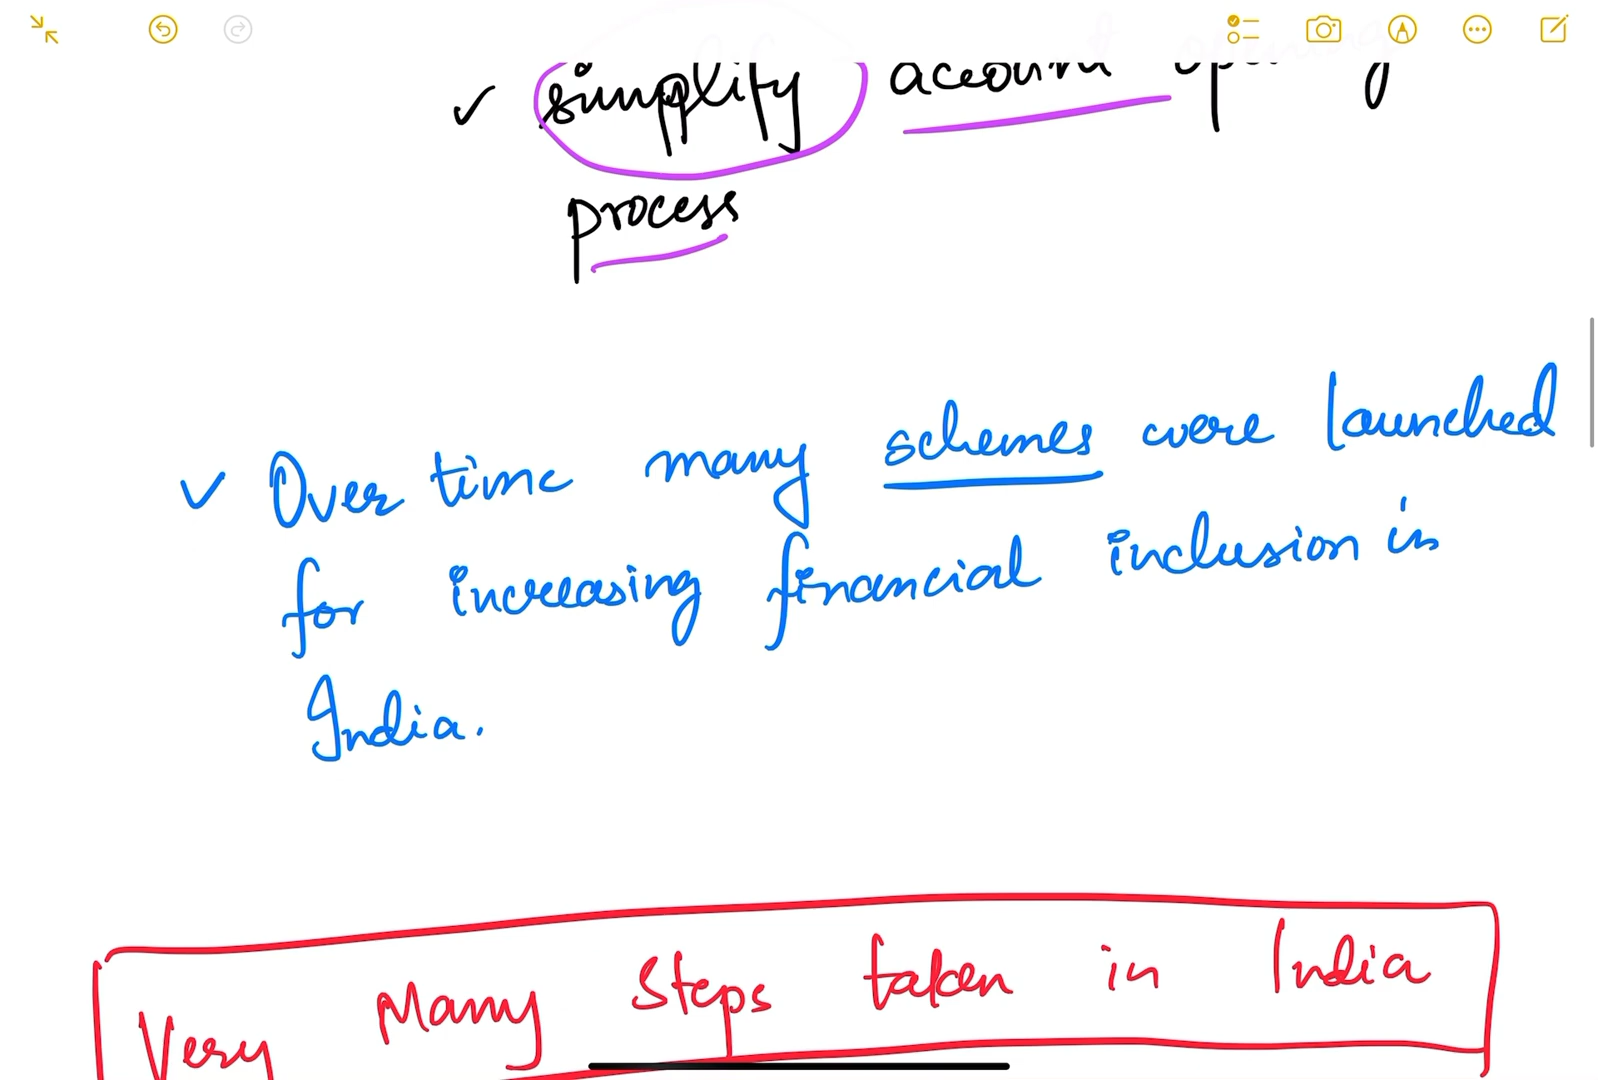 ✓ simplify account opening
process
✓ Over time many schemes were launched
for increasing financial inclusion in
India.
Very Many Steps taken in India